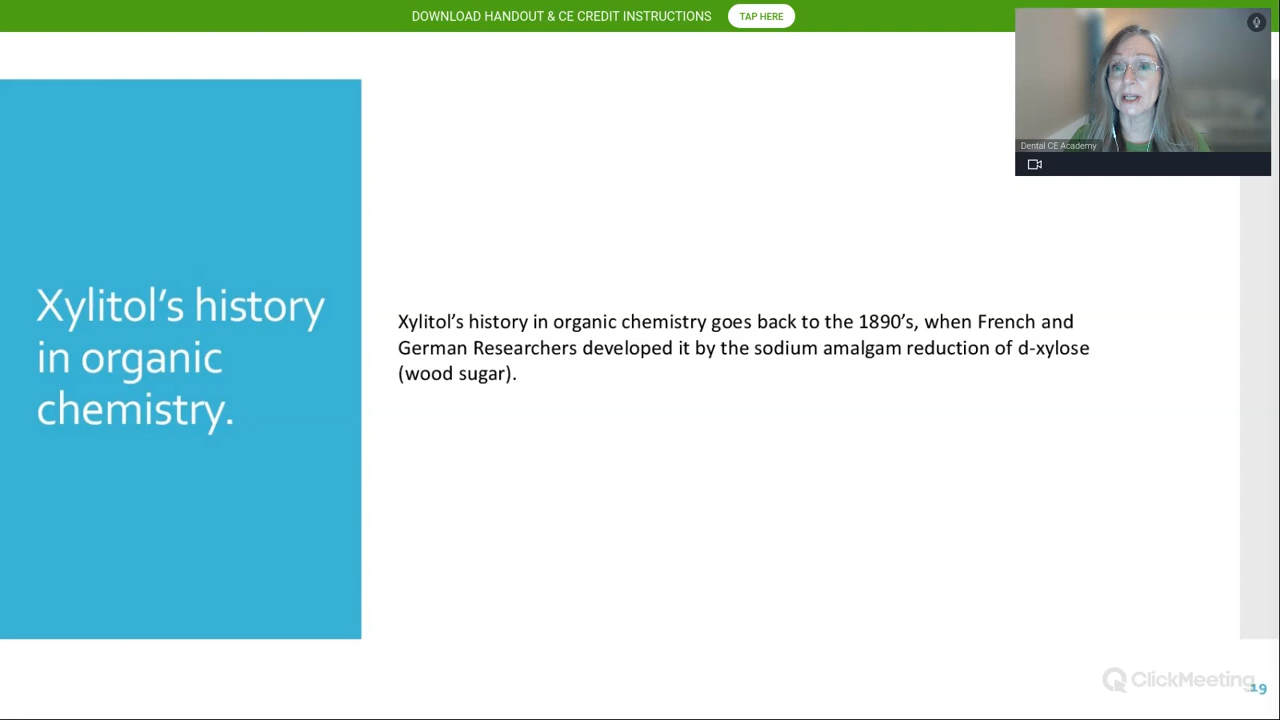 DOWNLOAD HANDOUT & CE CREDIT INSTRUCTIONS TAP HERE
Dental CE Academy
Xylitol’s history
in organic
chemistry.
Xylitol’s history in organic chemistry goes back to the 1890’s, when French and
German Researchers developed it by the sodium amalgam reduction of d-xylose
(wood sugar).
ClickMeeting
19